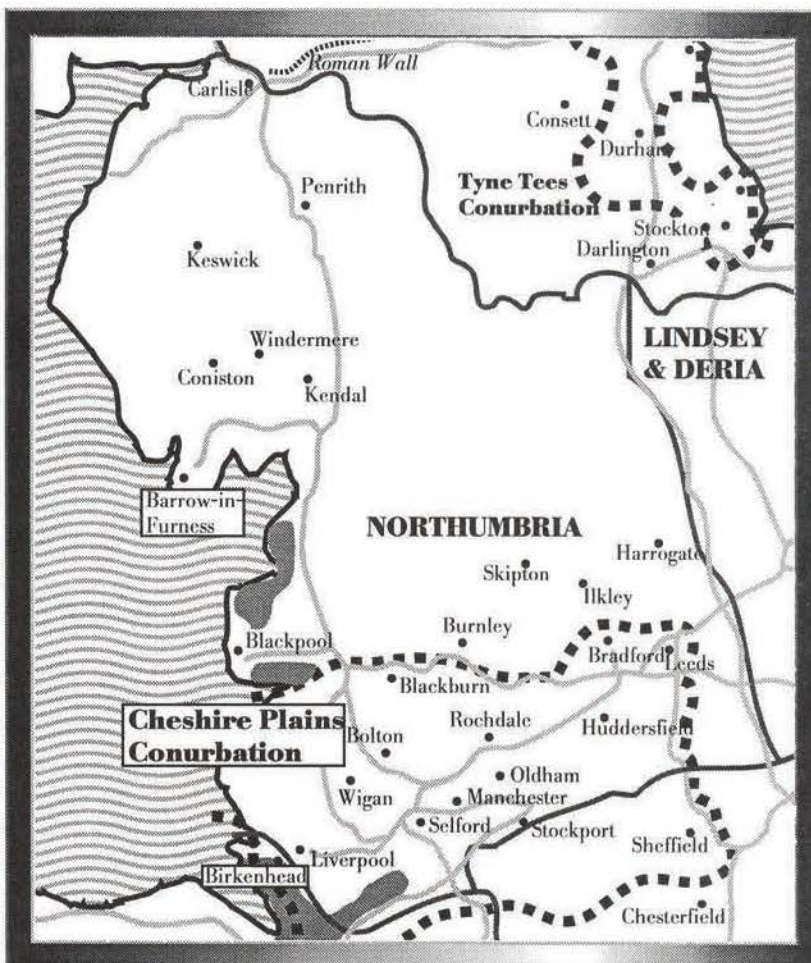 Roman Wall
Carlisle
Consett
Durham
Penrith
Tyne Tees
Conurbation
Stockton
Keswick
Darlington
Windermere
LINDSEY
& DERIA
Coniston
Kendal
Barrow-in-
Furness
NORTHUMBRIA
Harrogate
Skipton
Ilkley
Burnley
Blackpool
Bradford
Leeds
Blackburn
Cheshire Plains
Conurbation
Rochdale
Huddersfield
Bolton
Oldham
Wigan
Manchester
Selford
Stockport
Sheffield
Liverpool
Birkenhead
Chesterfield